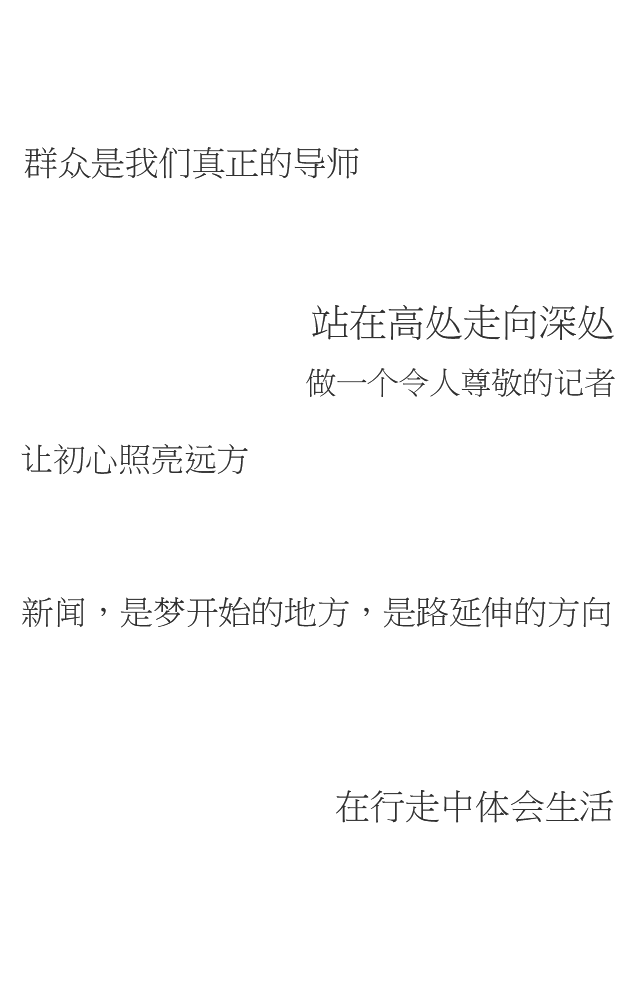 群众是我们真正的导师
站在高处走向深处
做一个令人尊敬的记者
让初心照亮远方
新闻，是梦开始的地方，是路延伸的方向
在行走中体会生活